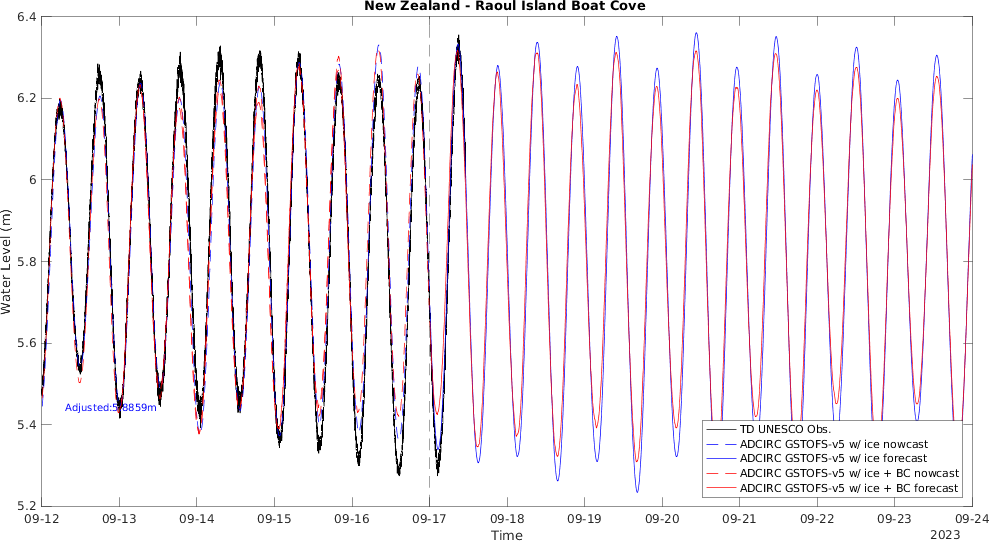 New Zealand - Raoul Island Boat Cove
6.4
6.2
6
5.8
5.6
5.4
5.2
Water Level (m)
Adjusted:5.8859m
TD UNESCO Obs.
ADCIRC GSTOFS-v5 w/ ice nowcast
ADCIRC GSTOFS-v5 w/ ice forecast
ADCIRC GSTOFS-v5 w/ ice + BC nowcast
ADCIRC GSTOFS-v5 w/ ice + BC forecast
09-12 09-13 09-14 09-15 09-16 09-17 09-18 09-19 09-20 09-21 09-22 09-23 09-24
Time
2023